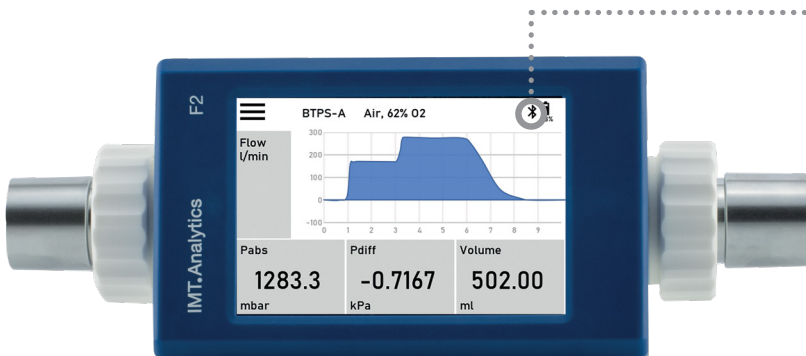 F2
IMT.Analytics
BTPS-A Air, 62% O2
Flow
l/min
300
200
100
0
-100
0 1 2 3 4 5 6 7 8 9
Pabs
1283.3
mbar
Pdiff
-0.7167
kPa
Volume
502.00
ml